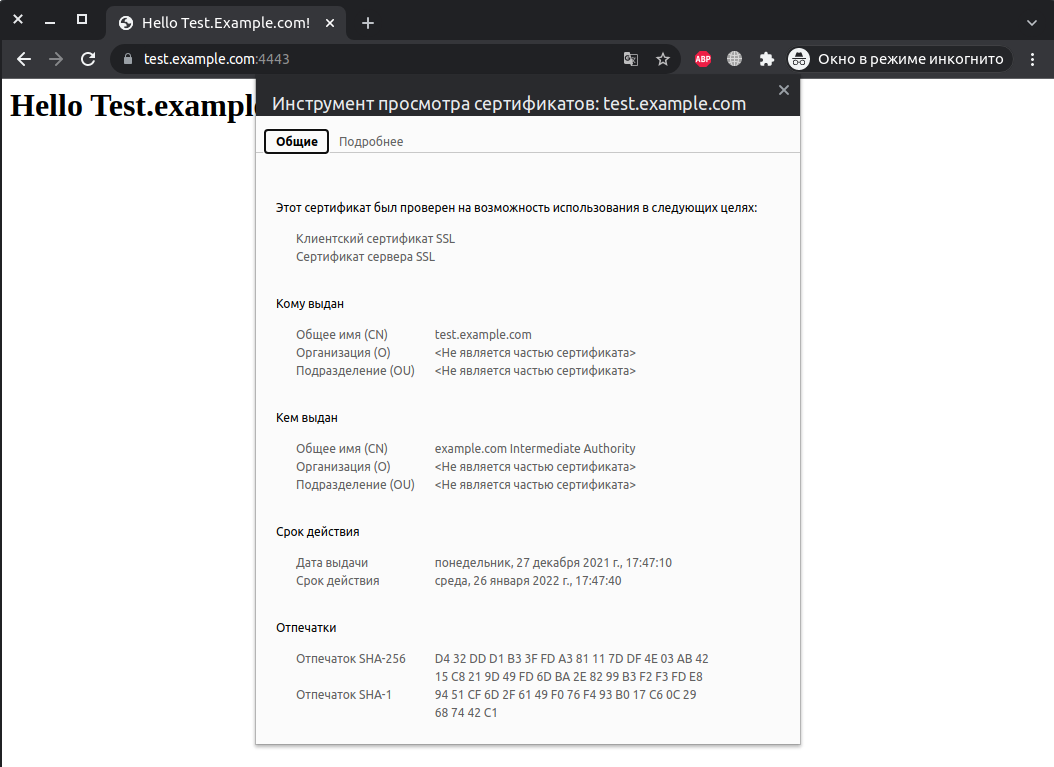 Hello Test.Example.com!
test.example.com:4443
ABP
Окно в режиме инкогнито
Hello Test.example
Инструмент просмотра сертификатов: test.example.com
Общие Подробнее
Этот сертификат был проверен на возможность использования в следующих целях:
Клиентский сертификат SSL
Сертификат сервера SSL
Кому выдан
Общее имя (CN) test.example.com
Организация (O) <Не является частью сертификата>
Подразделение (OU) <Не является частью сертификата>
Кем выдан
Общее имя (CN) example.com Intermediate Authority
Организация (O) <Не является частью сертификата>
Подразделение (OU) <Не является частью сертификата>
Срок действия
Дата выдачи понедельник, 27 декабря 2021 г., 17:47:10
Срок действия среда, 26 января 2022 г., 17:47:40
Отпечатки
Отпечаток SHA-256 D4 32 DD D1 B3 3F FD A3 81 11 7D DF 4E 03 AB 42
15 C8 21 9D 49 FD 6D BA 2E 82 99 B3 F2 F3 FD E8
Отпечаток SHA-1 94 51 CF 6D 2F 61 49 F0 76 F4 93 B0 17 C6 0C 29
68 74 42 C1